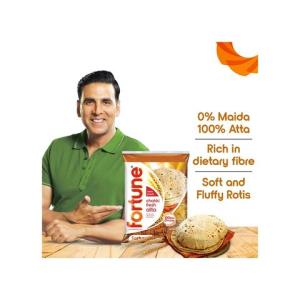 0% Maida
100% Atta
Rich in
dietary fibre
Soft and
Fluffy Rotis
fortune
chakki
fresh
atta